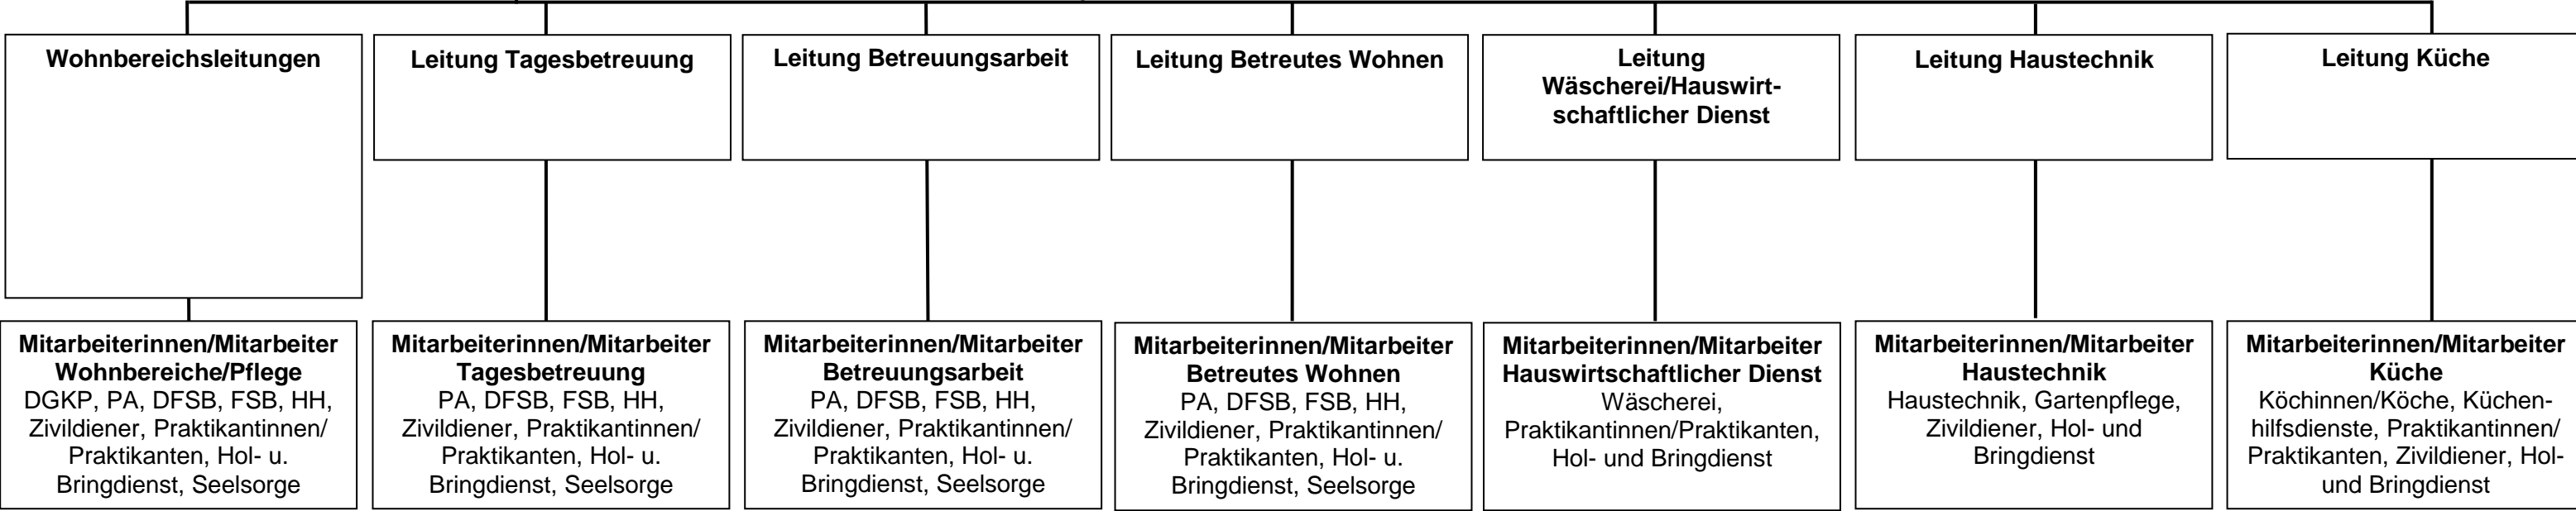 Wohnbereichsleitungen
Leitung Tagesbetreuung
Leitung Betreuungsarbeit
Leitung Betreutes Wohnen
Leitung
Wäscherei/Hauswirt-
schaftlicher Dienst
Leitung Haustechnik
Leitung Küche
Mitarbeiterinnen/Mitarbeiter
Wohnbereiche/Pflege
DGKP, PA, DFSB, FSB, HH,
Zivildiener, Praktikantinnen/
Praktikanten, Hol- u.
Bringdienst, Seelsorge
Mitarbeiterinnen/Mitarbeiter
Tagesbetreuung
PA, DFSB, FSB, HH,
Zivildiener, Praktikantinnen/
Praktikanten, Hol- u.
Bringdienst, Seelsorge
Mitarbeiterinnen/Mitarbeiter
Betreuungsarbeit
PA, DFSB, FSB, HH,
Zivildiener, Praktikantinnen/
Praktikanten, Hol- u.
Bringdienst, Seelsorge
Mitarbeiterinnen/Mitarbeiter
Betreutes Wohnen
PA, DFSB, FSB, HH,
Zivildiener, Praktikantinnen/
Praktikanten, Hol- u.
Bringdienst, Seelsorge
Mitarbeiterinnen/Mitarbeiter
Hauswirtschaftlicher Dienst
Wäscherei,
Praktikantinnen/Praktikanten,
Hol- und Bringdienst
Mitarbeiterinnen/Mitarbeiter
Haustechnik
Haustechnik, Gartenpflege,
Zivildiener, Hol- und
Bringdienst
Mitarbeiterinnen/Mitarbeiter
Küche
Köchinnen/Köche, Küchen-
hilfsdienste, Praktikantinnen/
Praktikanten, Zivildiener, Hol-
und Bringdienst